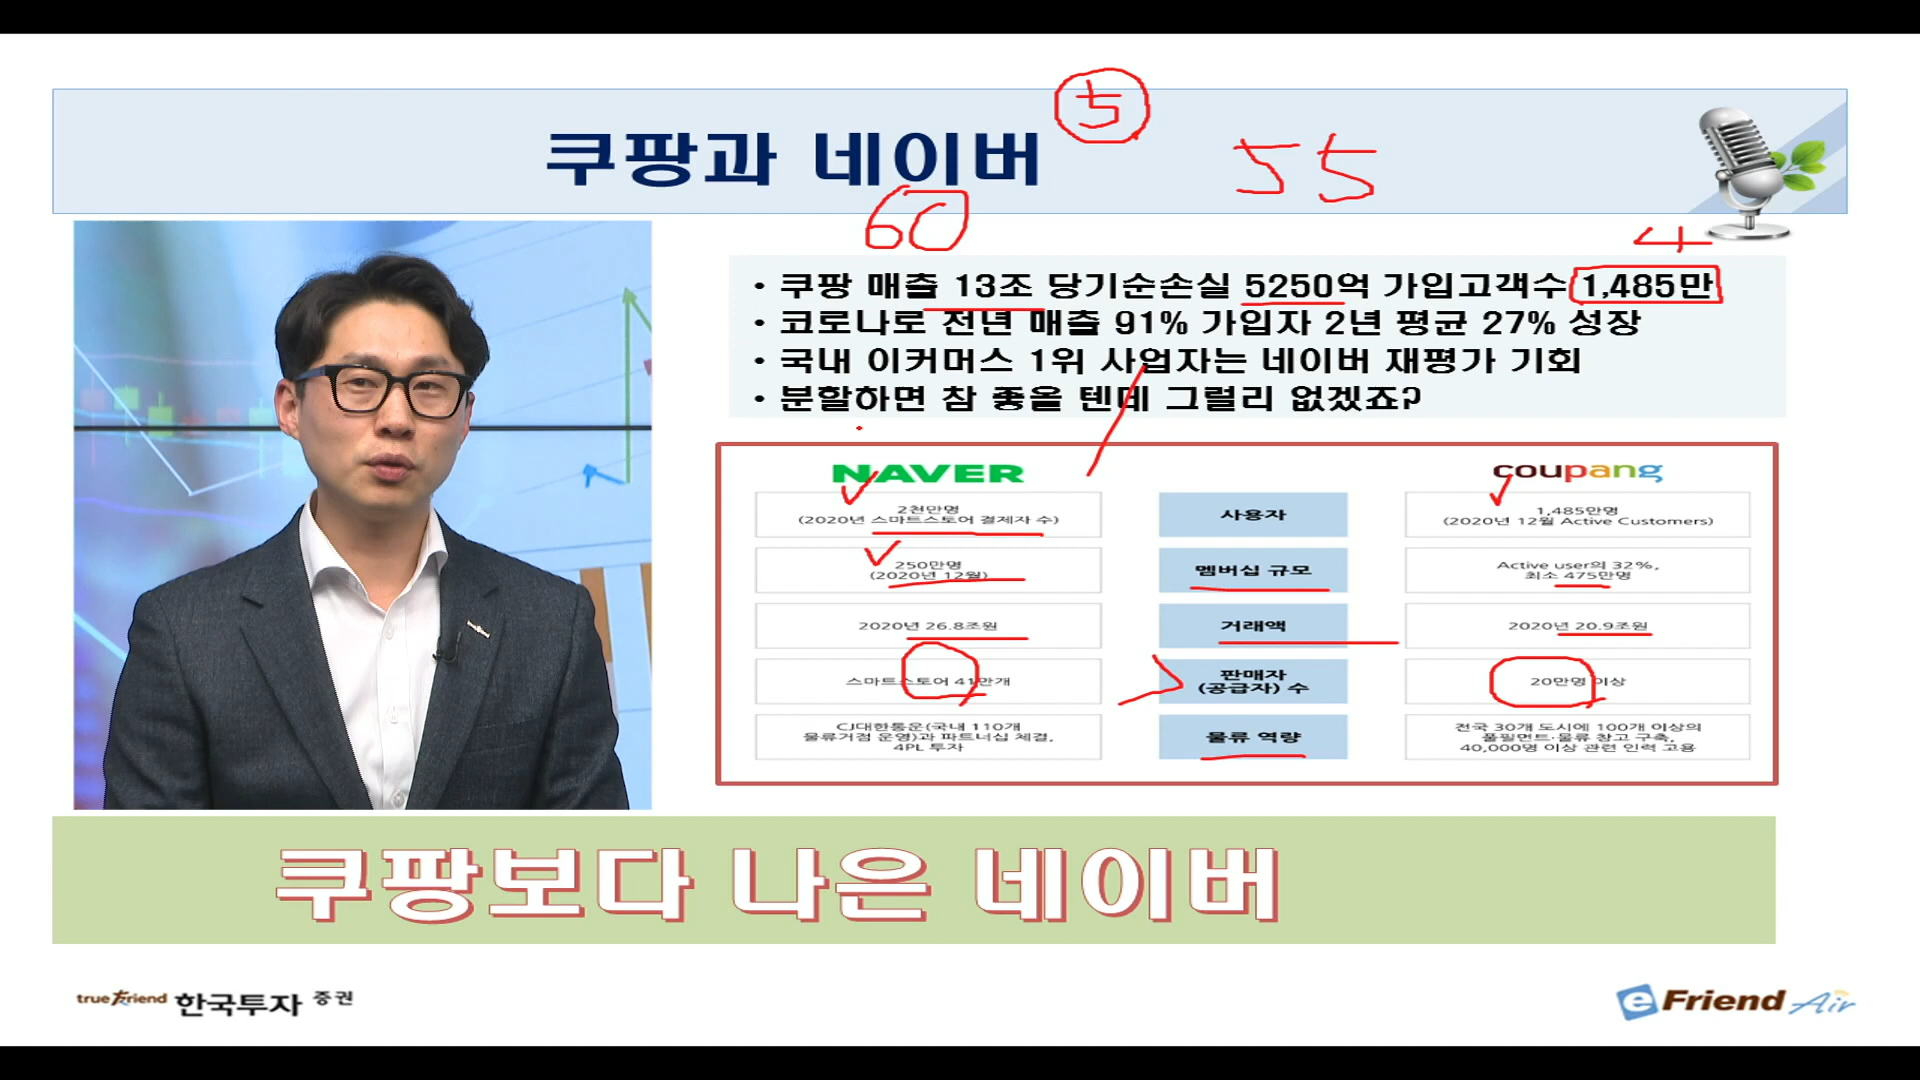 5
쿠팡과 네이버
55
60
4
• 쿠팡 매출 13조 당기순손실 5250억 가입고객수 1,485만
• 코로나로 전년 매출 91% 가입자 2년 평균 27% 성장
• 국내 이커머스 1위 사업자는 네이버 재평가 기회
• 분할하면 참 좋을 텐데 그럴리 없겠죠?
NAVER
coupang
2천만명
(2020년 스마트스토어 결제자 수)
사용자
1,485만명
(2020년 12월 Active Customers)
250만명
(2020년 12월)
멤버십 규모
Active user의 32%,
최소 475만명
2020년 26.8조원
거래액
2020년 20.9조원
스마트스토어 41만개
판매자
(공급자) 수
20만명 이상
CJ대한통운(국내 110개
물류거점 운영)과 파트너십 체결,
4PL 투자
물류 역량
전국 30개 도시에 100개 이상의
풀필먼트·물류 창고 구축,
40,000명 이상 관련 인력 고용
쿠팡보다 나은 네이버
true友riend 한국투자증권
eFriend Air